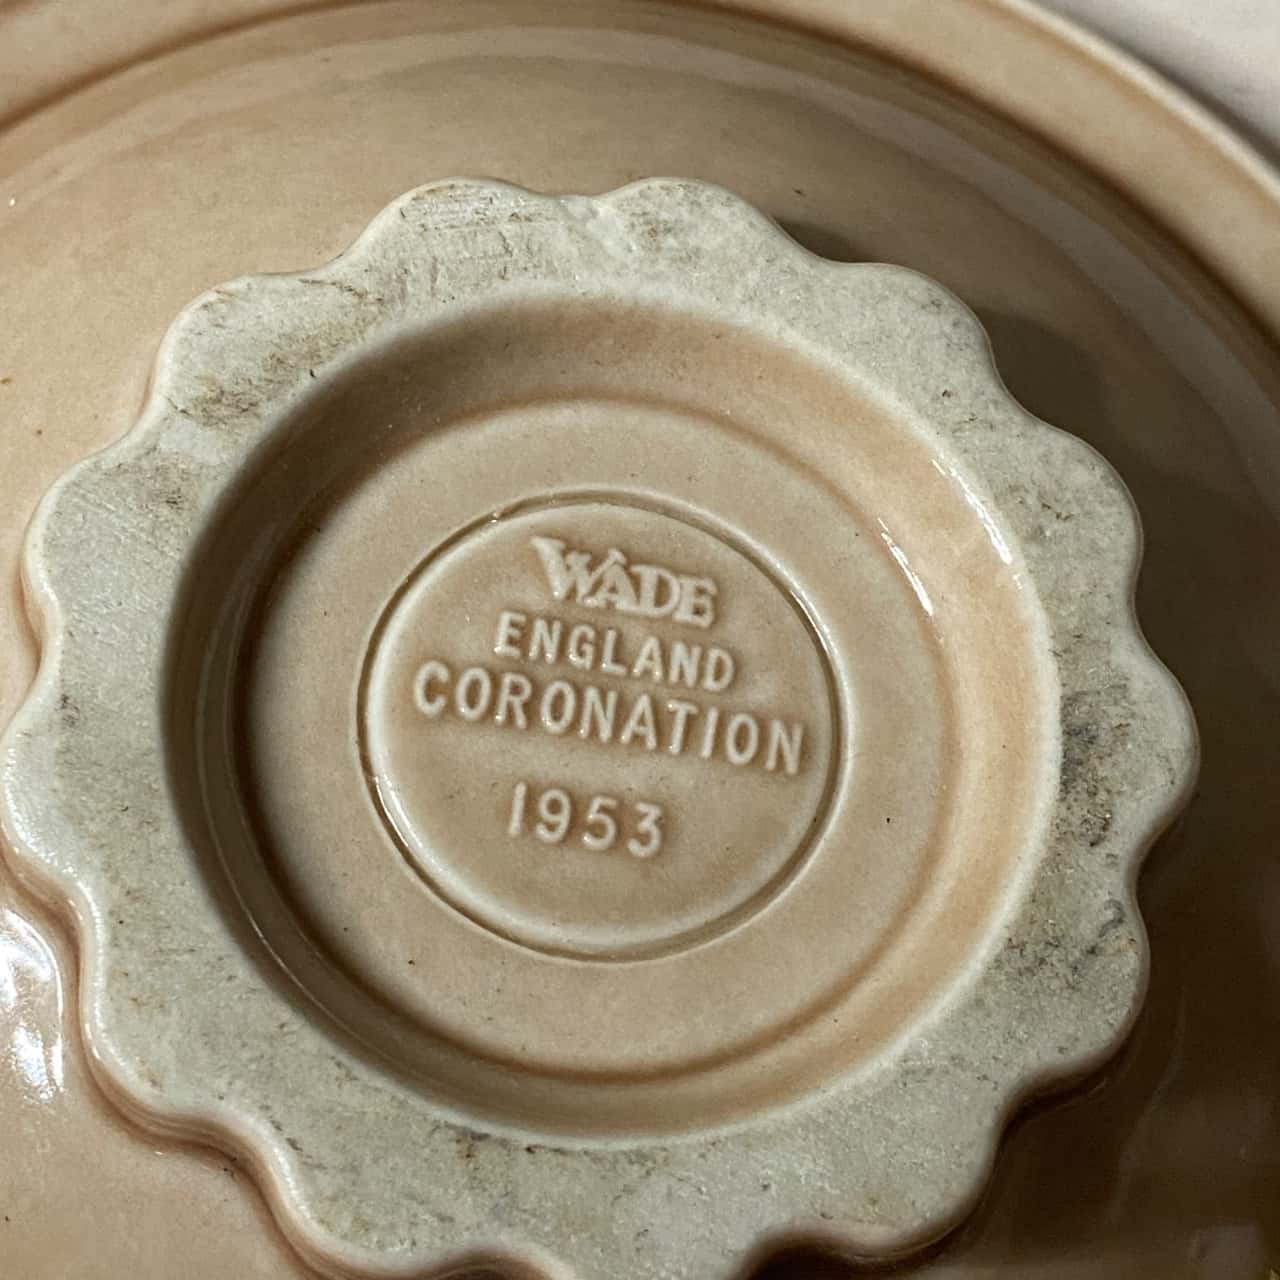 WADE
ENGLAND
CORONATION
1953